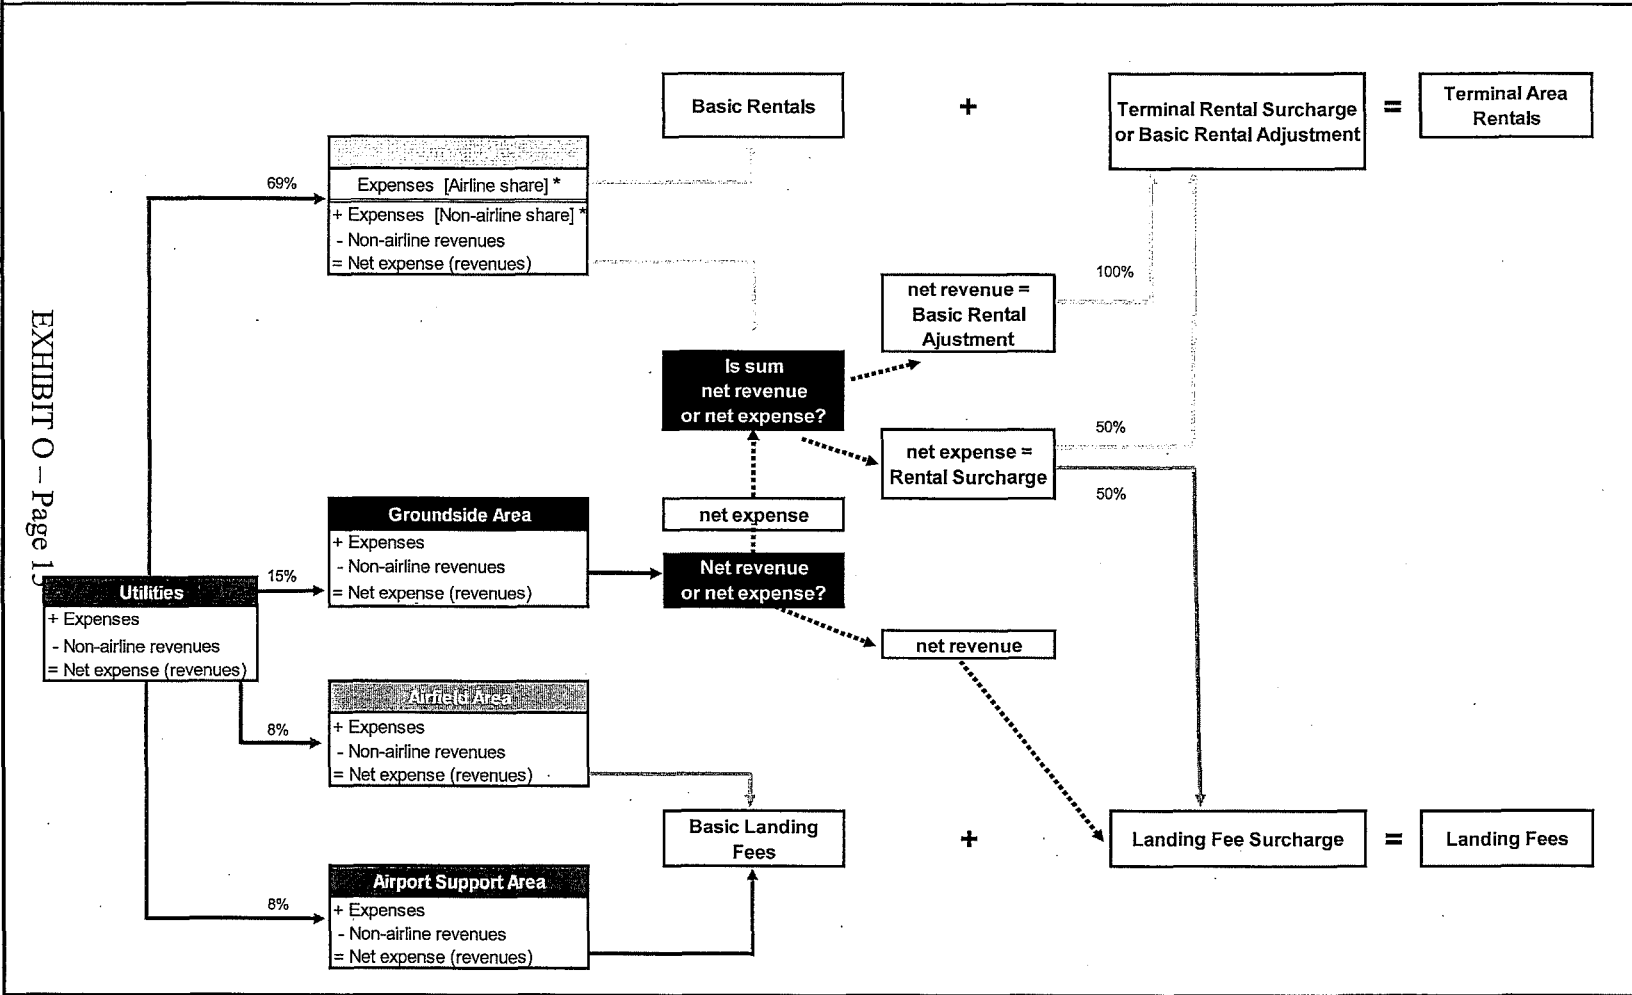 Basic Rentals
+
Terminal Rental Surcharge
or Basic Rental Adjustment
=
Terminal Area
Rentals
69%
Expenses [Airline share] *
+ Expenses [Non-airline share] *
- Non-airline revenues
= Net expense (revenues)
100%
net revenue =
Basic Rental
Ajustment
Is sum
net revenue
or net expense?
50%
net expense =
Rental Surcharge
50%
EXHIBIT O – Page
Groundside Area
+ Expenses
- Non-airline revenues
= Net expense (revenues)
net expense
Net revenue
or net expense?
15%
Utilities
+ Expenses
- Non-airline revenues
= Net expense (revenues)
net revenue
8%
Airfield Area
+ Expenses
- Non-airline revenues
= Net expense (revenues)
Basic Landing
Fees
+
Landing Fee Surcharge
=
Landing Fees
8%
Airport Support Area
+ Expenses
- Non-airline revenues
= Net expense (revenues)